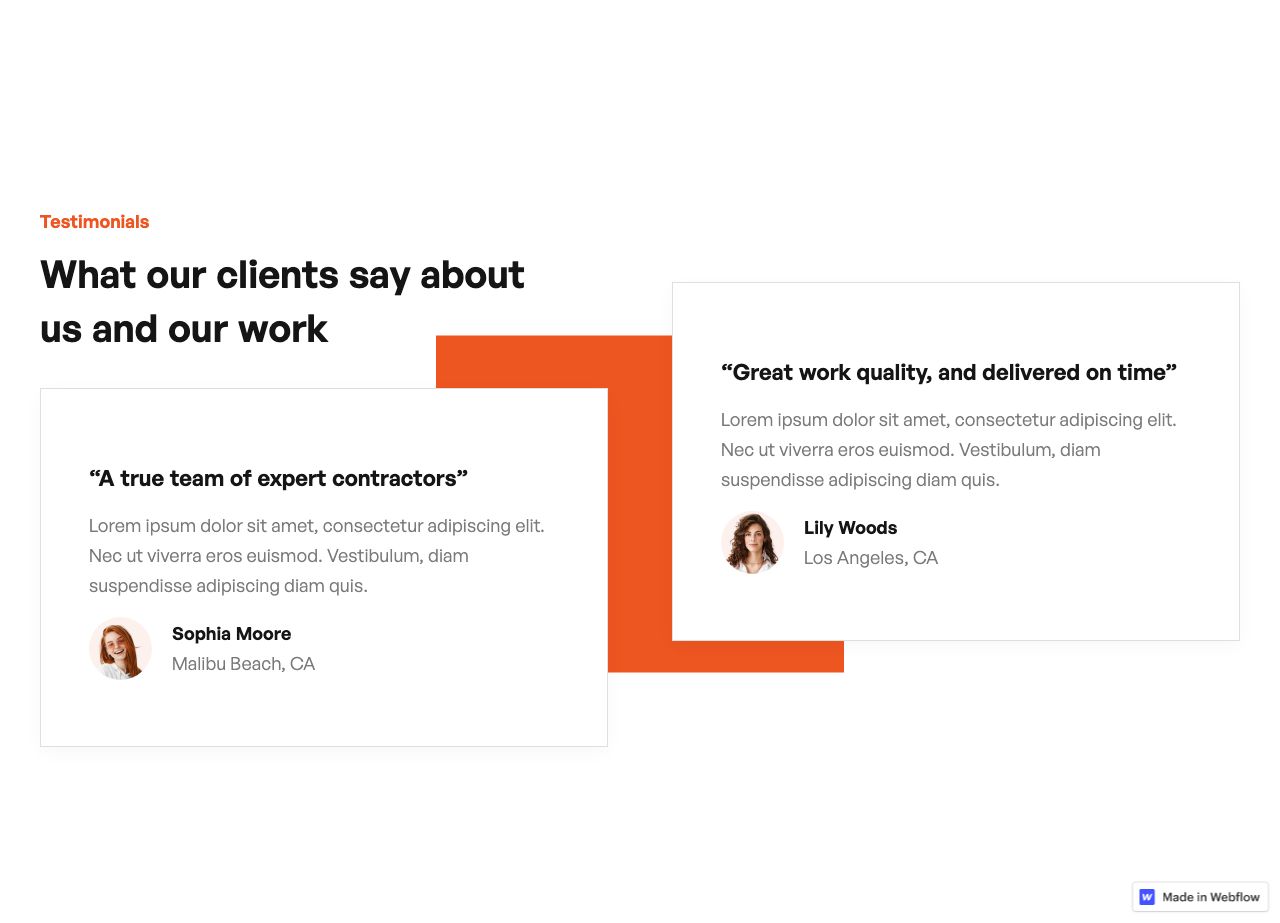 Testimonials
What our clients say about
us and our work
“A true team of expert contractors”
Lorem ipsum dolor sit amet, consectetur adipiscing elit.
Nec ut viverra eros euismod. Vestibulum, diam
suspendisse adipiscing diam quis.
Sophia Moore
Malibu Beach, CA
“Great work quality, and delivered on time”
Lorem ipsum dolor sit amet, consectetur adipiscing elit.
Nec ut viverra eros euismod. Vestibulum, diam
suspendisse adipiscing diam quis.
Lily Woods
Los Angeles, CA
Made in Webflow